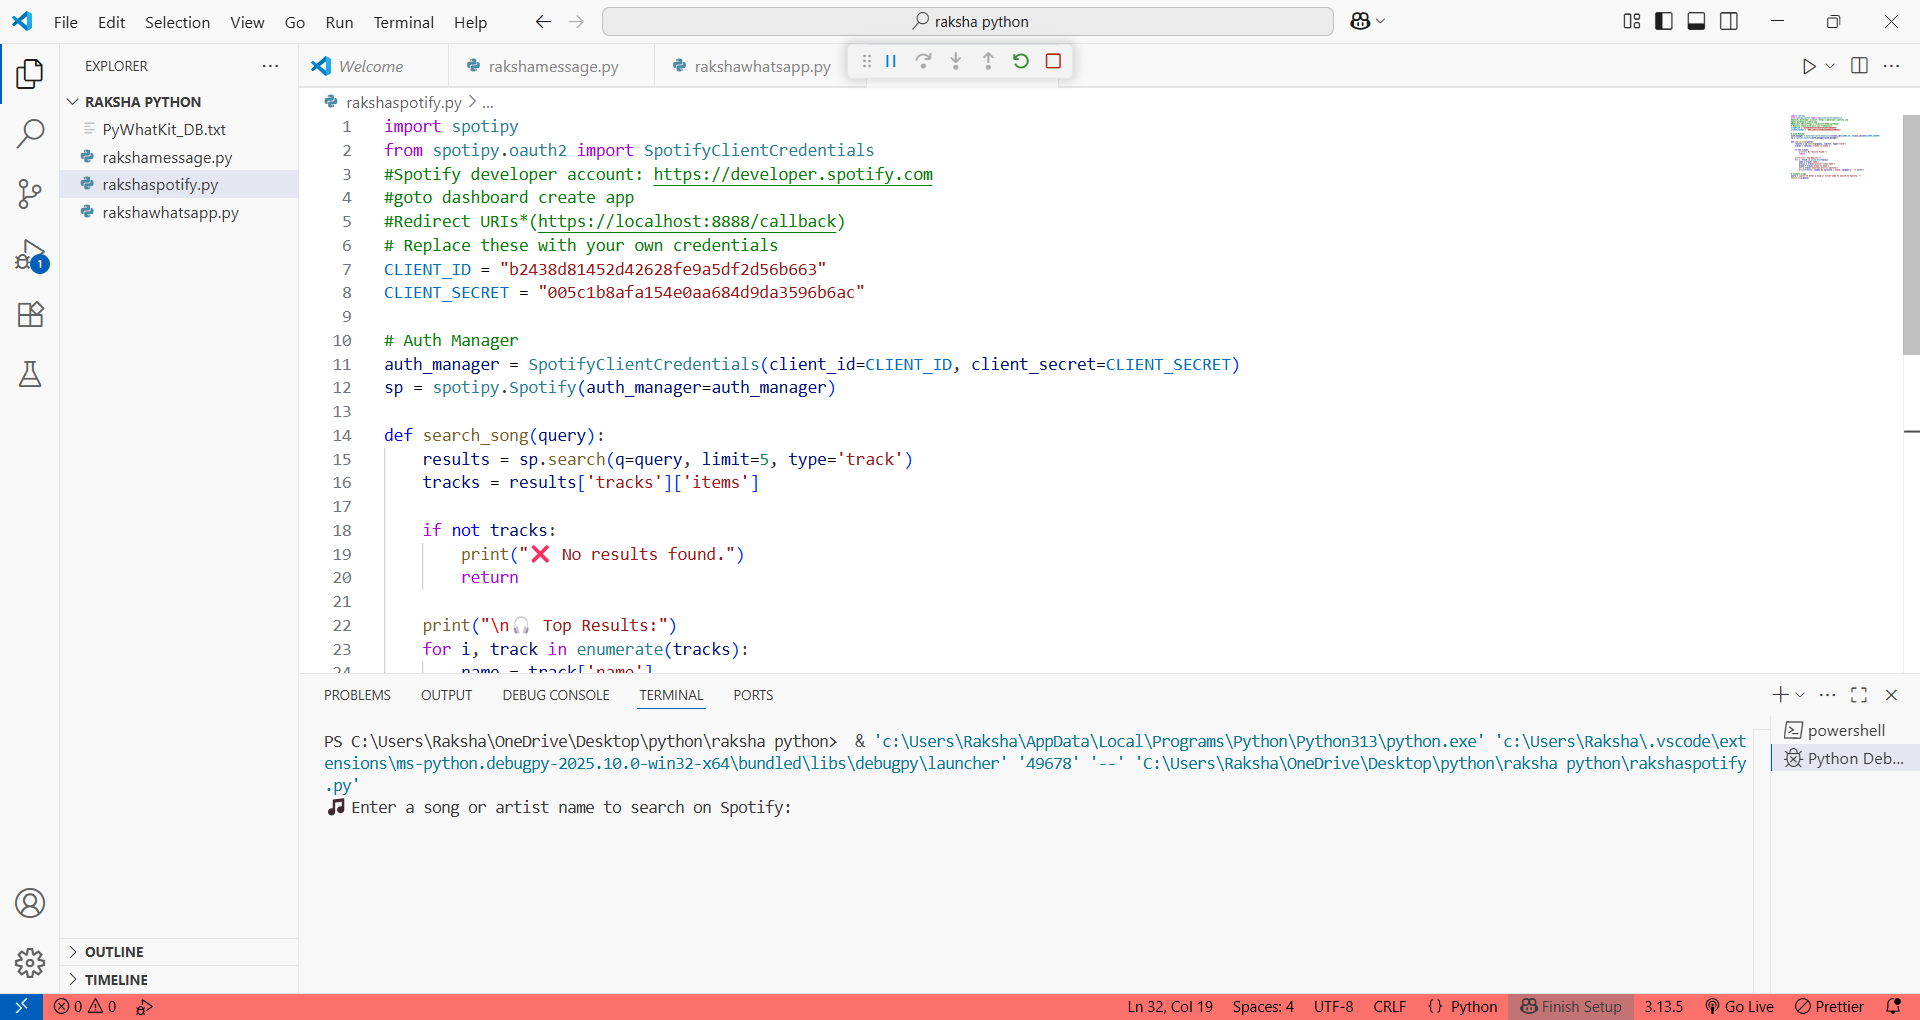 File Edit Selection View Go Run Terminal Help
raksha python
EXPLORER
RAKSHA PYTHON
PyWhatKit_DB.txt
rakshamessage.py
rakshaspotify.py
rakshawhatsapp.py
OUTLINE
TIMELINE
1
Welcome
rakshamessage.py
rakshawhatsapp.py
rakshaspotify.py > ...
1 import spotipy
2 from spotipy.oauth2 import SpotifyClientCredentials
3 #Spotify developer account: https://developer.spotify.com
4 #goto dashboard create app
5 #Redirect URIs*(https://localhost:8888/callback)
6 # Replace these with your own credentials
7 CLIENT_ID = "b2438d81452d42628fe9a5df2d56b663"
8 CLIENT_SECRET = "005c1b8afa154e0aa684d9da3596b6ac"
9
10 # Auth Manager
11 auth_manager = SpotifyClientCredentials(client_id=CLIENT_ID, client_secret=CLIENT_SECRET)
12 sp = spotipy.Spotify(auth_manager=auth_manager)
13
14 def search_song(query):
15 results = sp.search(q=query, limit=5, type='track')
16 tracks = results['tracks']['items']
17
18 if not tracks:
19 print("❌ No results found.")
20 return
21
22 print("\n🎧 Top Results:")
23 for i, track in enumerate(tracks):
24 name = track['name']
PROBLEMS OUTPUT DEBUG CONSOLE TERMINAL PORTS
PS C:\Users\Raksha\OneDrive\Desktop\python\raksha python> & 'c:\Users\Raksha\AppData\Local\Programs\Python\Python313\python.exe' 'c:\Users\Raksha\.vscode\ext
ensions\ms-python.debugpy-2025.10.0-win32-x64\bundled\libs\debugpy\launcher' '49678' '--' 'C:\Users\Raksha\OneDrive\Desktop\python\raksha python\rakshaspotify
.py'
🎵 Enter a song or artist name to search on Spotify:
powershell
Python Deb...
0 0
Ln 32, Col 19 Spaces: 4 UTF-8 CRLF {} Python Finish Setup 3.13.5 Go Live Prettier